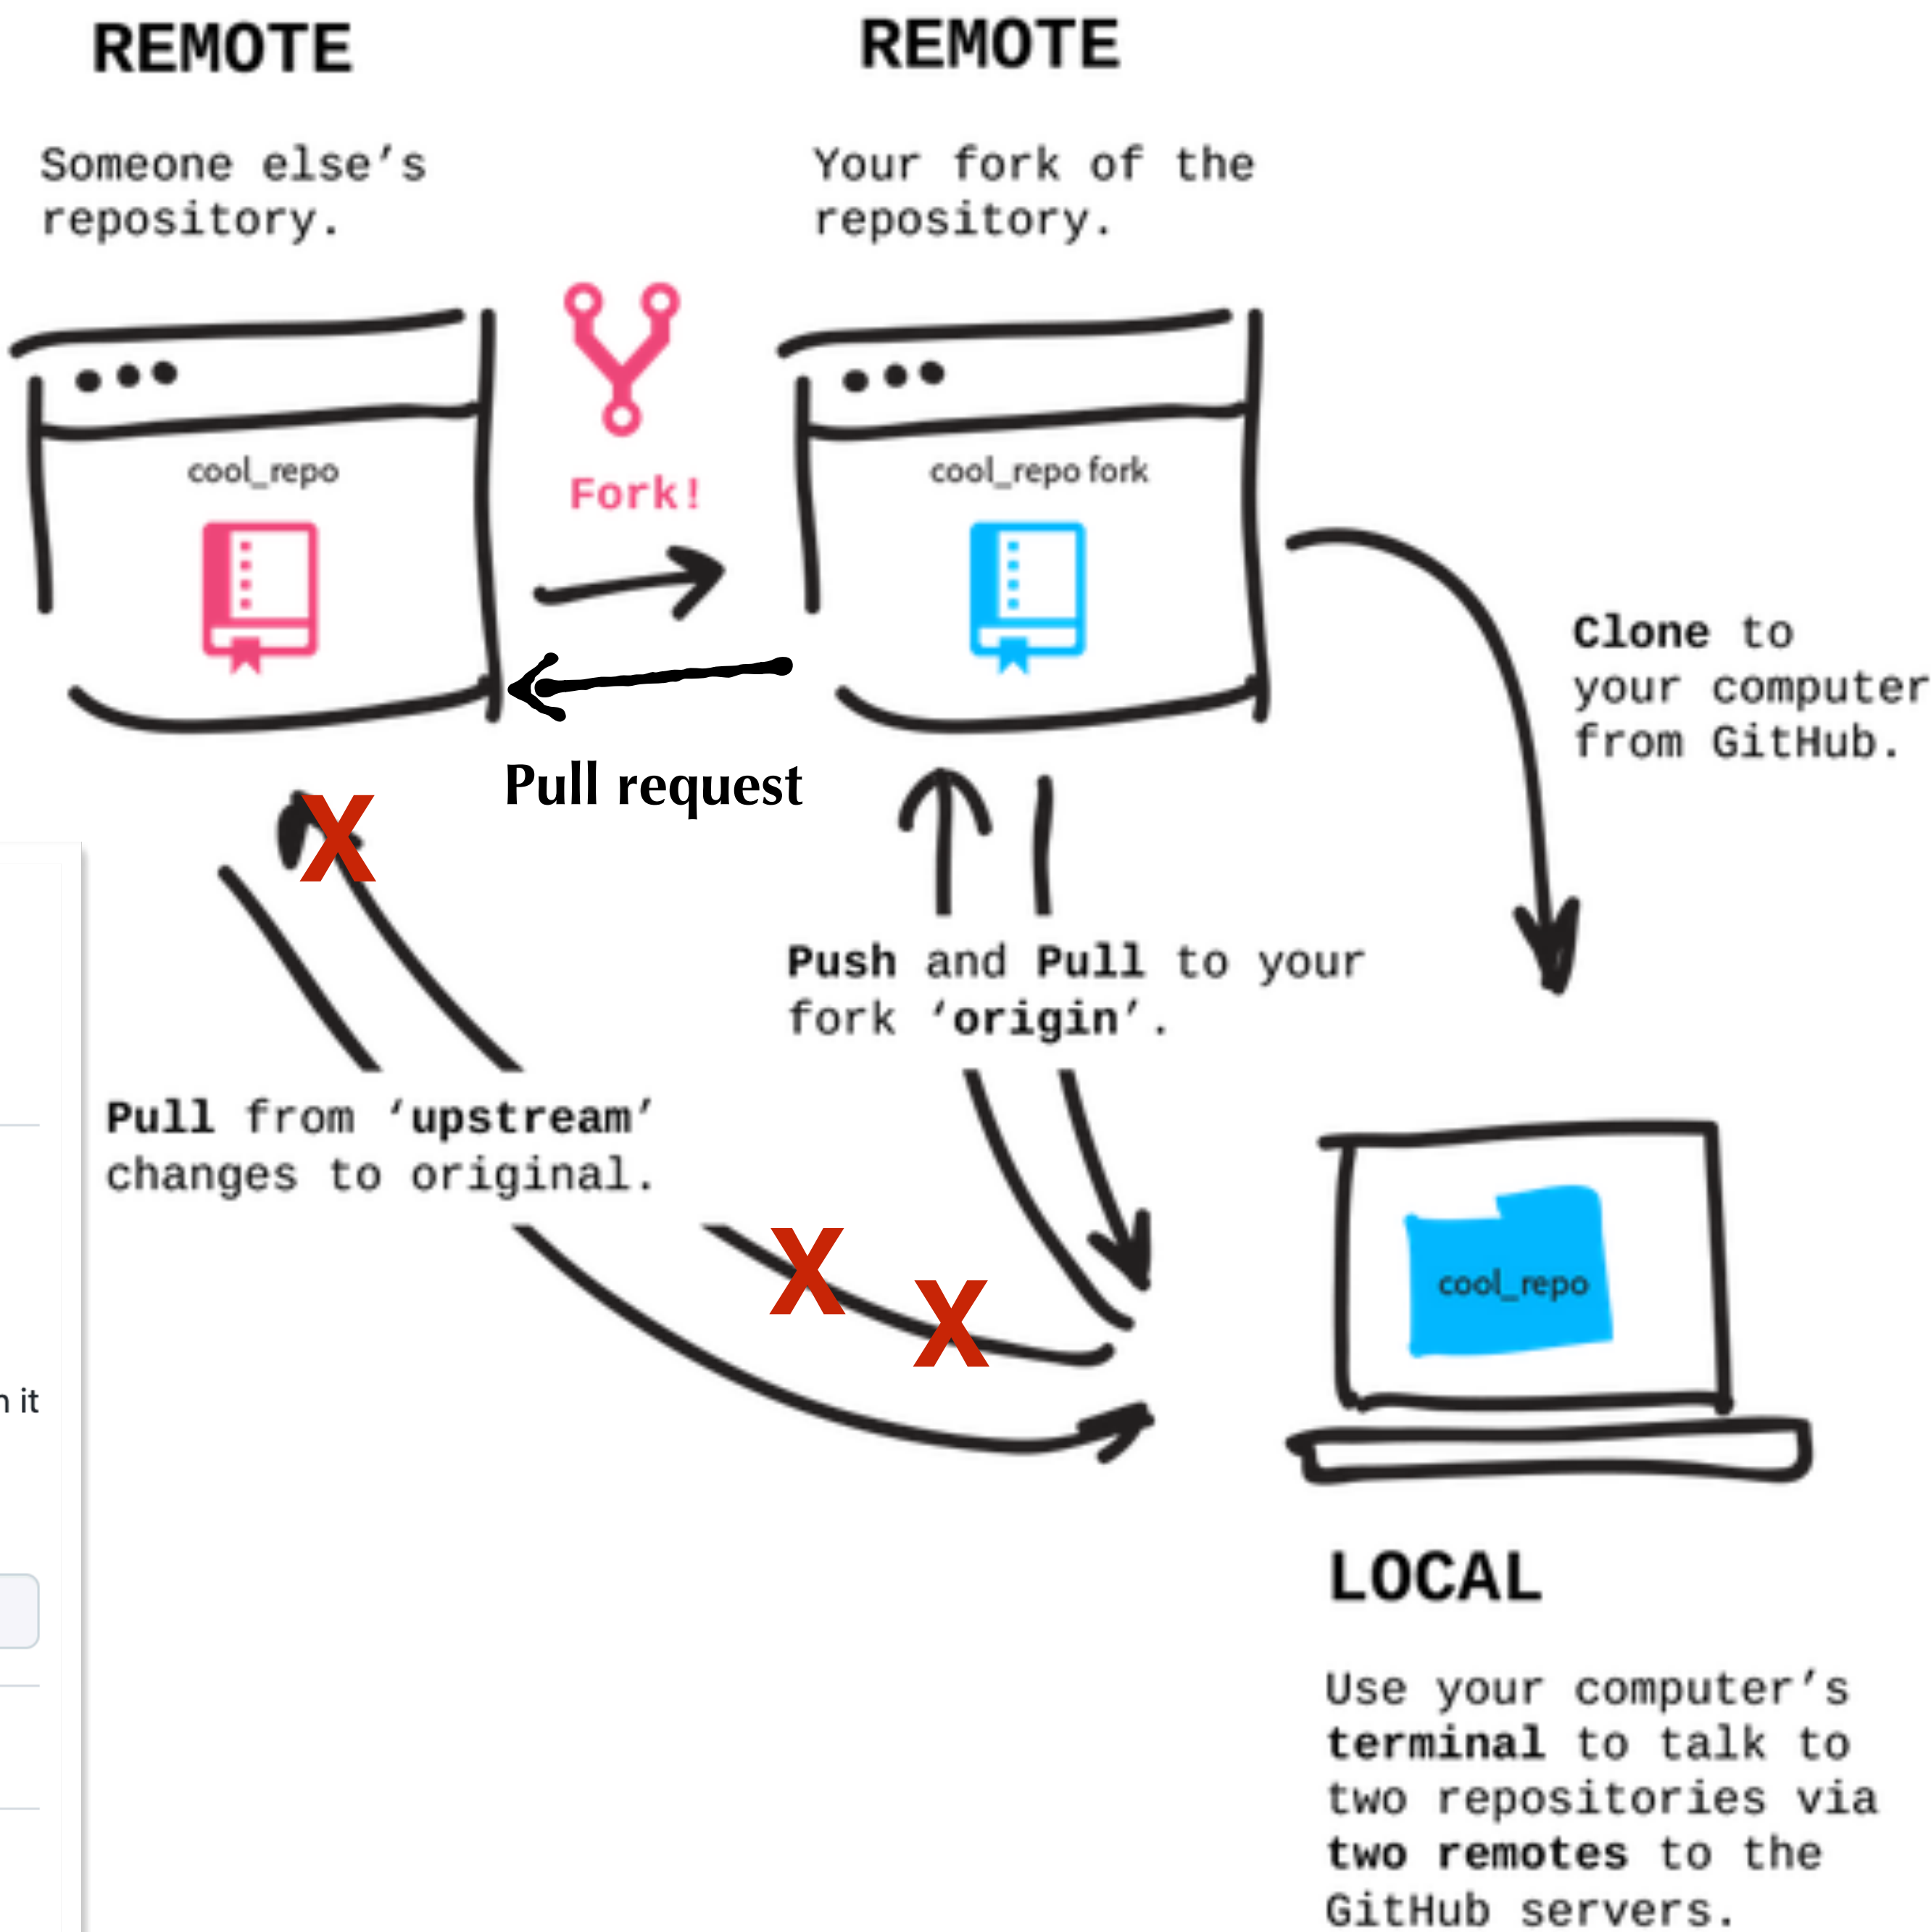 REMOTE
Someone else’s
repository.
cool_repo
Fork!
REMOTE
Your fork of the
repository.
cool_repo fork
Clone to
your computer
from GitHub.
Pull request
X
Push and Pull to your
fork ‘origin’.
Pull from ‘upstream’
changes to original.
X
X
cool_repo
it
LOCAL
Use your computer’s
terminal to talk to
two repositories via
two remotes to the
GitHub servers.